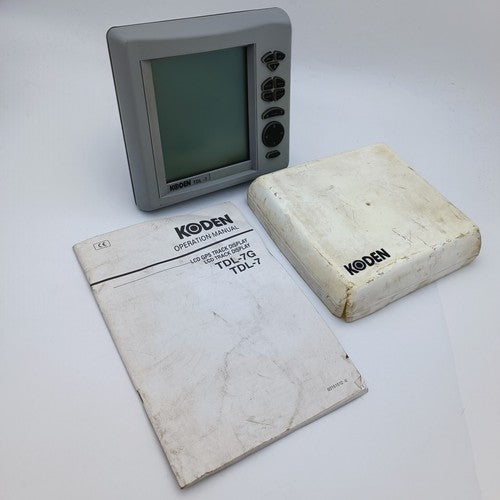 KODEN TDL-7
KODEN
OPERATION MANUAL
LCD GPS TRACK DISPLAY
LCD TRACK DISPLAY
TDL-7G
TDL-7
CE
KODEN